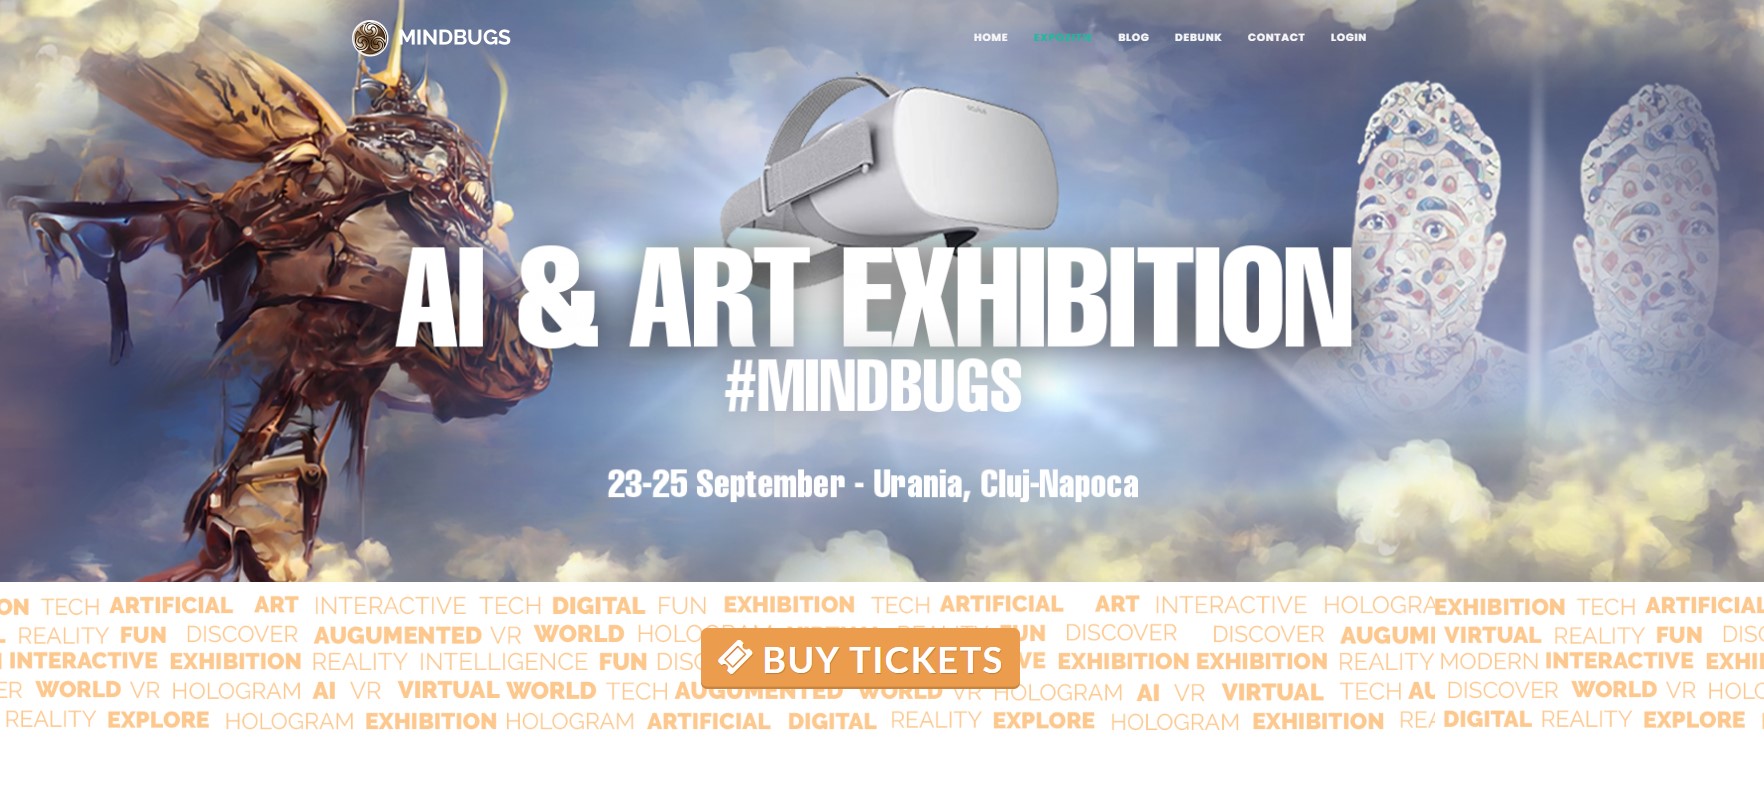 MINDBUGS
HOME EXHIBITS BLOG DEBUNK CONTACT LOGIN
oculus
AI & ART EXHIBITION
#MINDBUGS
23-25 September - Urania, Cluj-Napoca
ON TECH ARTIFICIAL ART INTERACTIVE TECH DIGITAL FUN EXHIBITION TECH ARTIFICIAL ART INTERACTIVE HOLOGRA EXHIBITION TECH ARTIFICIAL
REALITY FUN DISCOVER AUGUMENTED VR WORLD FUN DISCOVER DISCOVER AUGUM VIRTUAL REALITY FUN DISC
INTERACTIVE EXHIBITION REALITY INTELLIGENCE FUN DISC VE EXHIBITION EXHIBITION REALITY MODERN INTERACTIVE EXHI
BUY TICKETS
ER WORLD VR HOLOGRAM AI VR VIRTUAL WORLD TECH AUGUMENTED WORLD VR HOLOGRAM AI VR VIRTUAL TECH AU DISCOVER WORLD VR HOLO
REALITY EXPLORE HOLOGRAM EXHIBITION HOLOGRAM ARTIFICIAL DIGITAL REALITY EXPLORE HOLOGRAM EXHIBITION REA DIGITAL REALITY EXPLORE